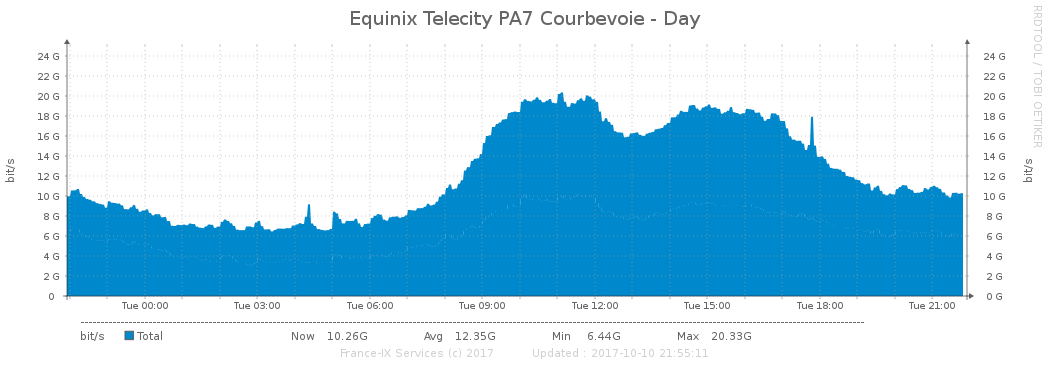 Equinix Telecity PA7 Courbevoie - Day
RRDTOOL / TOBI OETIKER
bit/s
24 G 24 G
22 G 22 G
20 G 20 G
18 G 18 G
16 G 16 G
14 G 14 G
12 G 12 G
10 G 10 G
8 G 8 G
6 G 6 G
4 G 4 G
2 G 2 G
0 0 G
bit/s
Tue 00:00 Tue 03:00 Tue 06:00 Tue 09:00 Tue 12:00 Tue 15:00 Tue 18:00 Tue 21:00
bit/s Total Now 10.26G Avg 12.35G Min 6.44G Max 20.33G
France-IX Services (c) 2017 Updated : 2017-10-10 21:55:11